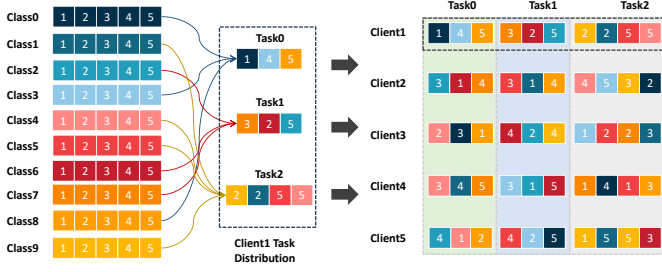 Task0 Task1 Task2
Class0 1 2 3 4 5
Class1 1 2 3 4 5
Class2 1 2 3 4 5
Class3 1 2 3 4 5
Class4 1 2 3 4 5
Class5 1 2 3 4 5
Class6 1 2 3 4 5
Class7 1 2 3 4 5
Class8 1 2 3 4 5
Class9 1 2 3 4 5
Task0
1 4 5
Task1
3 2 5
Task2
2 2 5 5
Client1 Task
Distribution
Client1 1 4 5 3 2 5 2 2 5 5
Client2 3 1 4 3 1 4 4 5 3 2
Client3 2 3 1 4 2 4 1 2 2 3
Client4 3 4 5 3 1 5 1 4 1 3
Client5 4 1 2 4 2 5 1 5 5 3